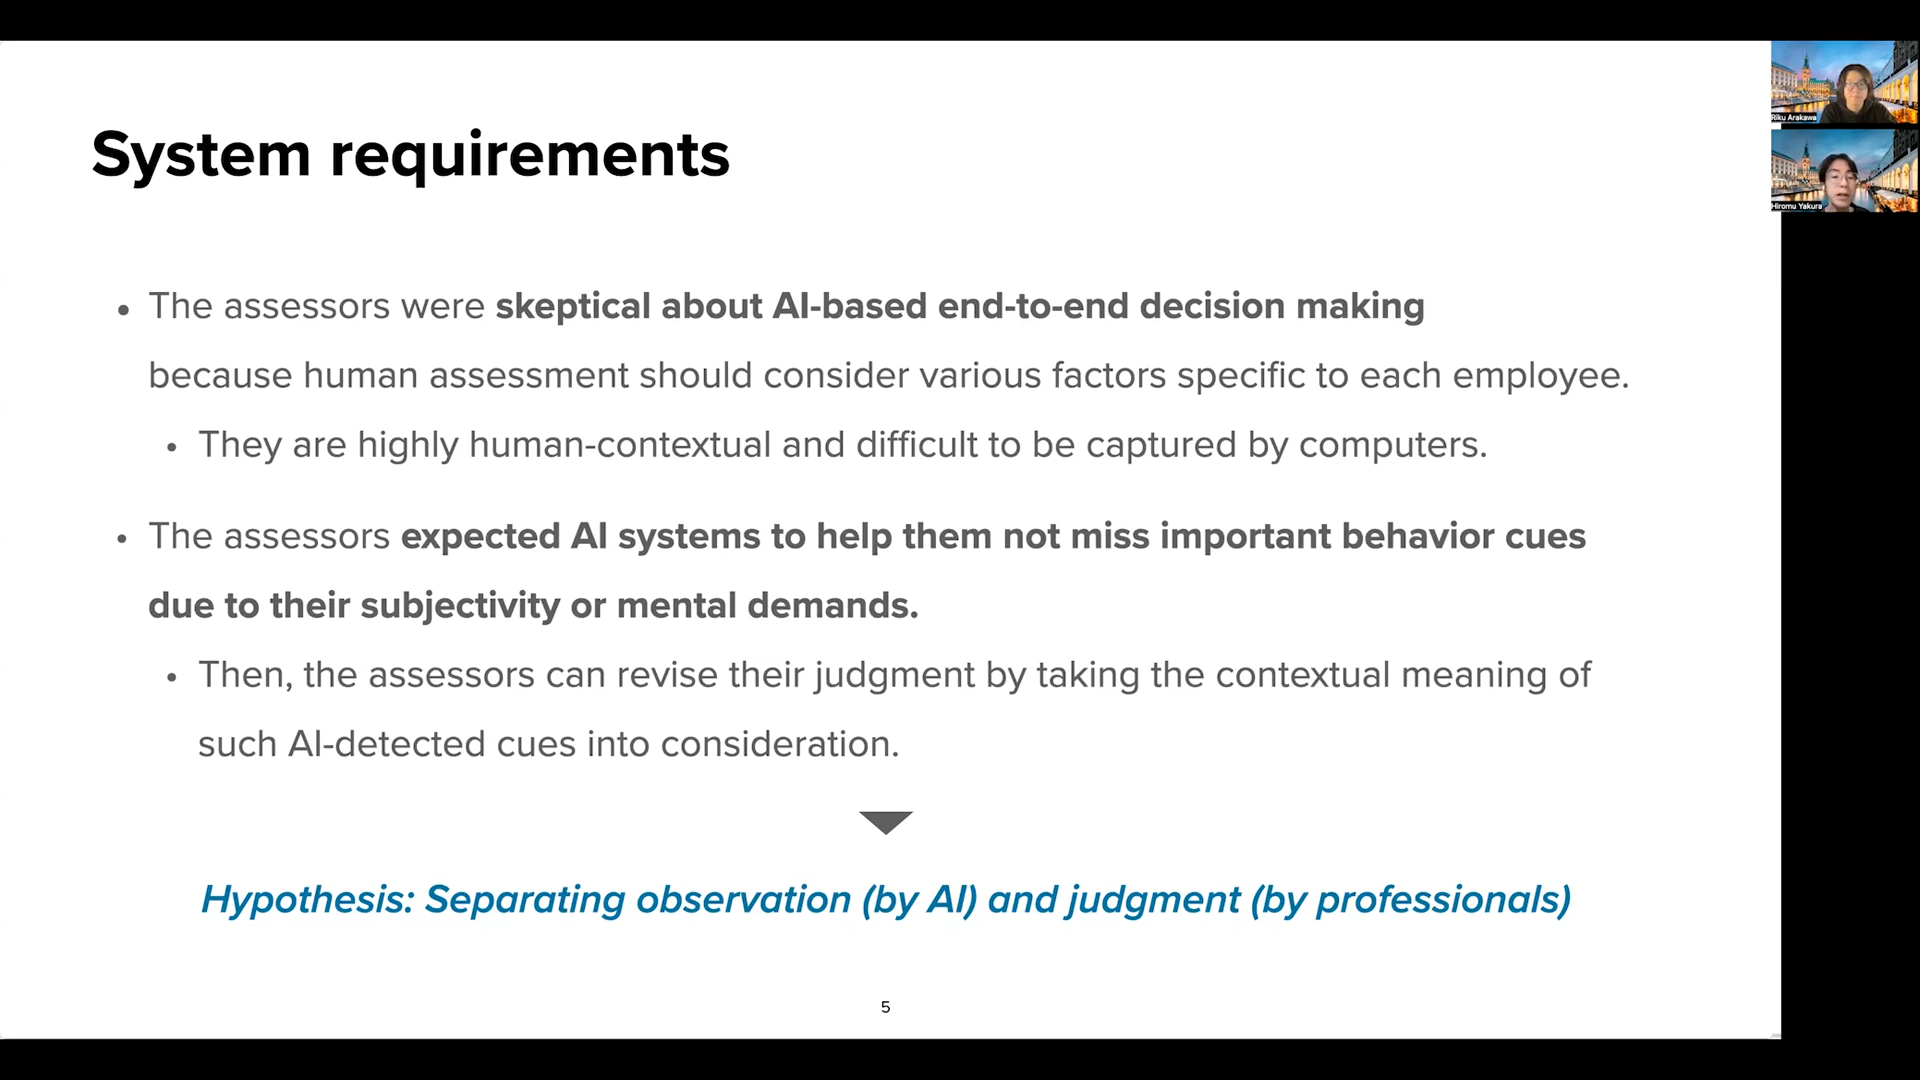 System requirements
• The assessors were skeptical about AI-based end-to-end decision making
because human assessment should consider various factors specific to each employee.
• They are highly human-contextual and difficult to be captured by computers.
• The assessors expected AI systems to help them not miss important behavior cues
due to their subjectivity or mental demands.
• Then, the assessors can revise their judgment by taking the contextual meaning of
such AI-detected cues into consideration.
Hypothesis: Separating observation (by AI) and judgment (by professionals)
5
Riku Arakawa
Hiromu Yakura